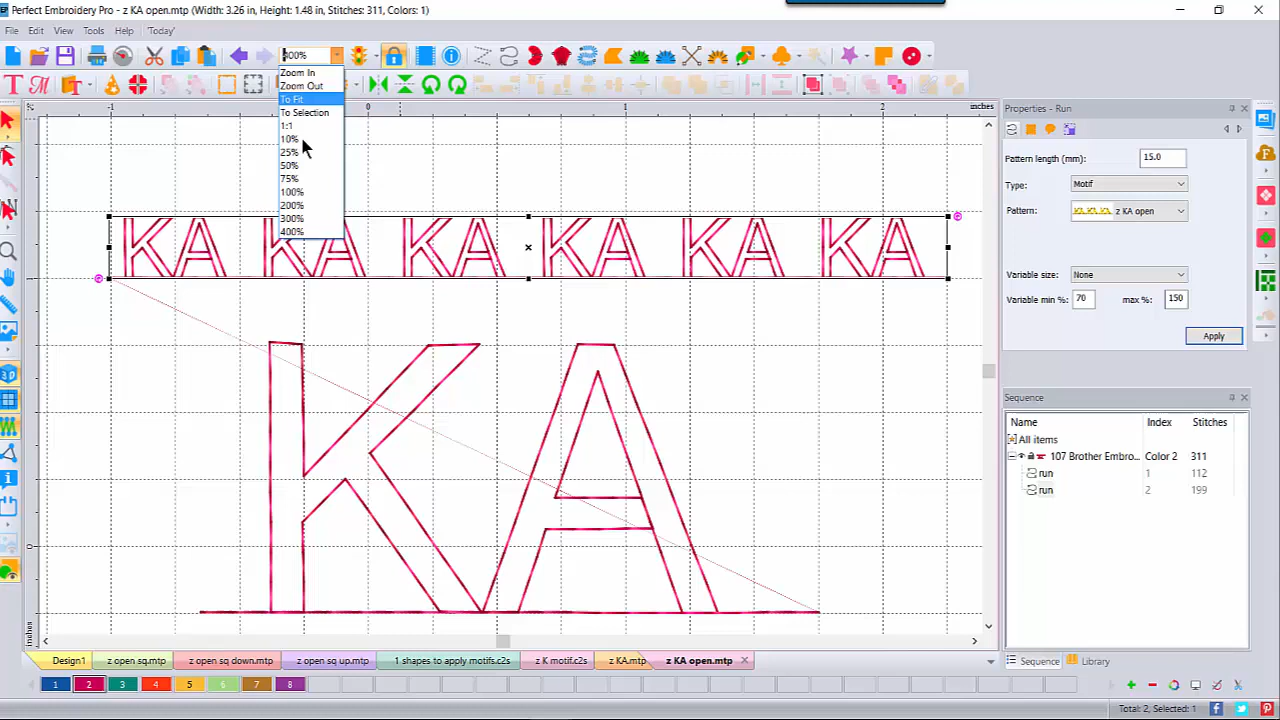 Perfect Embroidery Pro - z KA open.mtp (Width: 3.26 in, Height: 1.48 in, Stitches: 311, Colors: 1)
File Edit View Tools 'Today'
Zoom In
Zoom Out
To Fit
To Selection
1:1
10%
25%
50%
75%
100%
200%
300%
400%
-1 0 1 2 inches
KA KA KA KA KA KA
KA
0
inches
Properties - Run
Pattern length (mm): 15.0
Type: Motif
Pattern: z KA open
Variable size: None
Variable min %: 70 max %: 150
Apply
Sequence
Name Index Stitches
All items
107 Brother Embro... Color 2 311
run 1 112
run 2 199
Sequence Library
Design1 z open sq.mtp z open sq down.mtp z open sq up.mtp 1 shapes to apply motifs.c2s z K motif.c2s z KA.mtp z KA open.mtp
1 2 3 4 5 6 7 8
Total: 2, Selected: 1